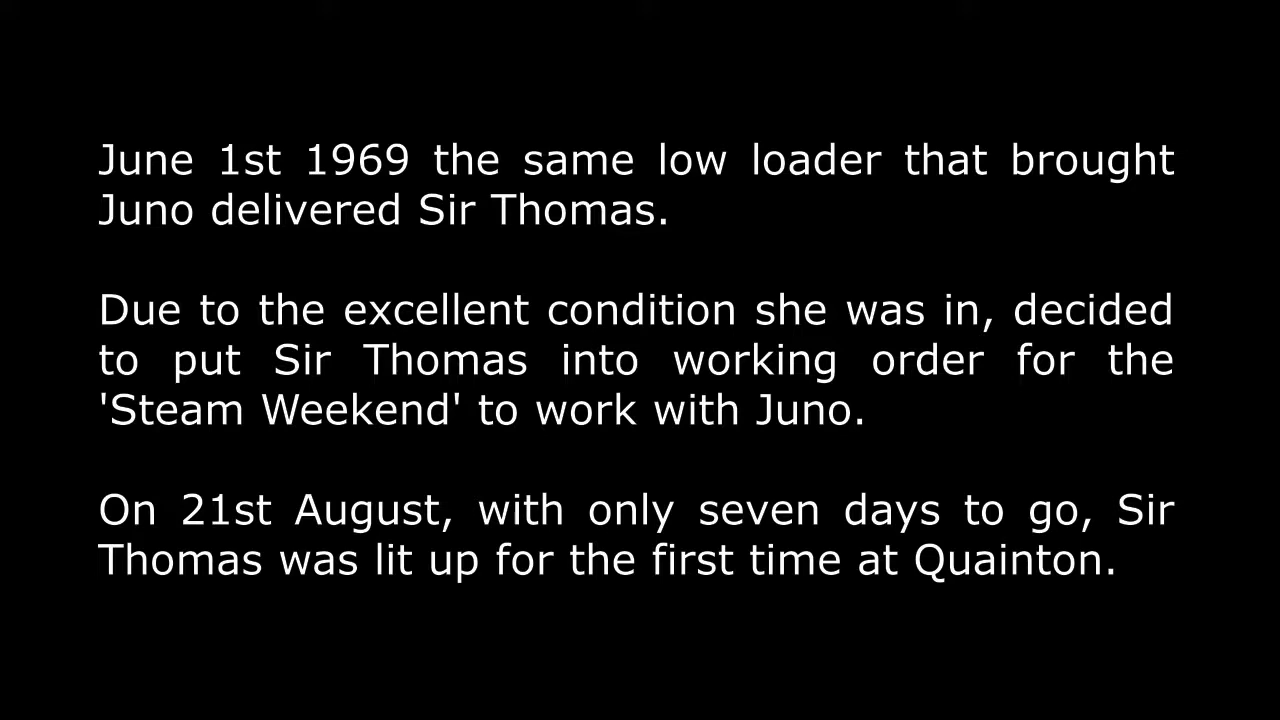 June 1st 1969 the same low loader that brought
Juno delivered Sir Thomas.
Due to the excellent condition she was in, decided
to put Sir Thomas into working order for the
'Steam Weekend' to work with Juno.
On 21st August, with only seven days to go, Sir
Thomas was lit up for the first time at Quainton.